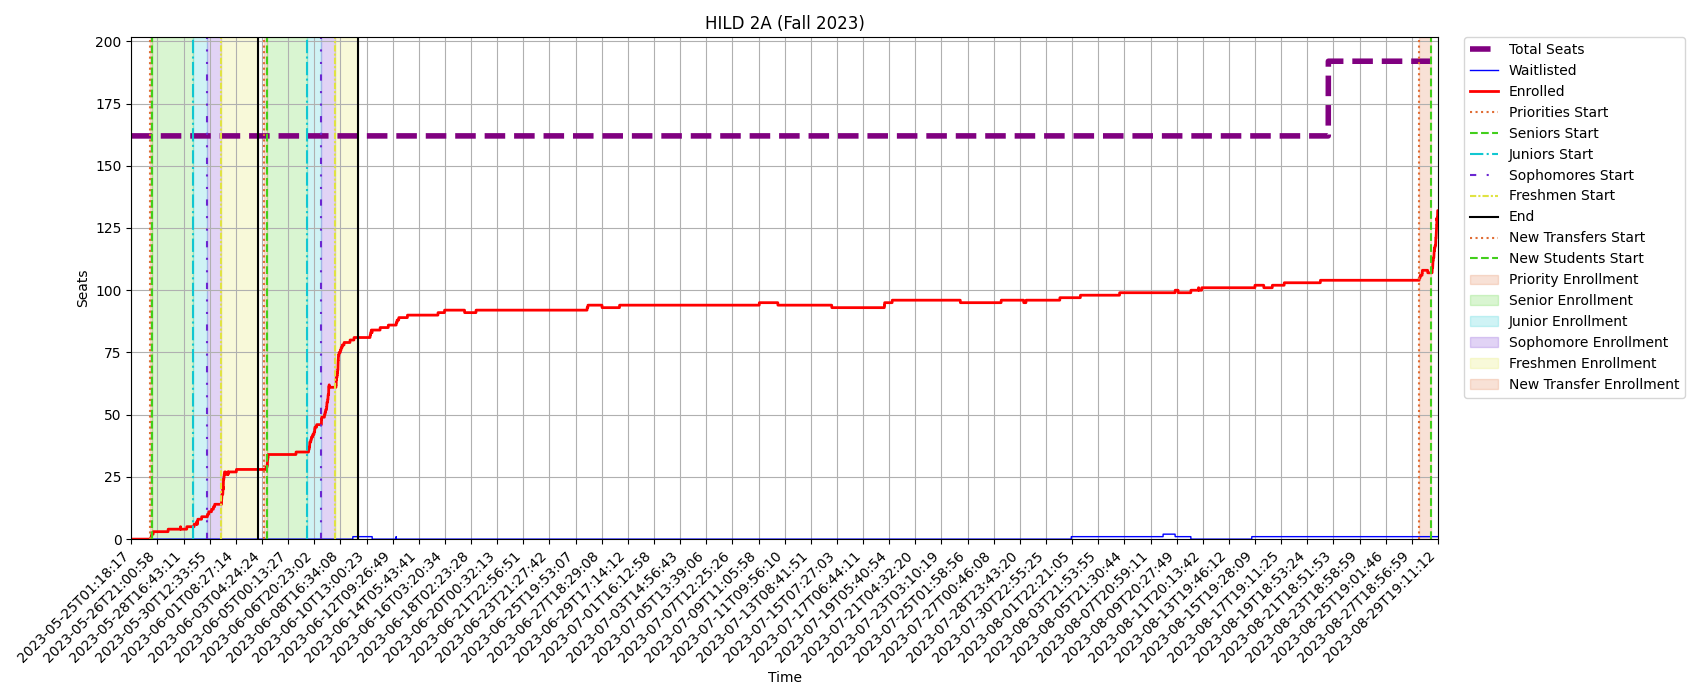 HILD 2A (Fall 2023)
Seats
200
175
150
125
100
75
50
25
0
2023-05-25T01:18:17
2023-05-26T21:00:58
2023-05-28T16:43:11
2023-05-30T12:33:55
2023-06-01T08:27:14
2023-06-03T04:24:24
2023-06-05T00:13:27
2023-06-06T20:23:02
2023-06-08T16:34:08
2023-06-10T13:00:23
2023-06-12T09:26:49
2023-06-14T05:43:41
2023-06-16T03:20:34
2023-06-18T02:23:28
2023-06-20T00:32:13
2023-06-21T22:56:51
2023-06-23T21:27:42
2023-06-25T19:53:07
2023-06-27T18:29:08
2023-06-29T17:14:12
2023-07-01T16:12:58
2023-07-03T14:56:43
2023-07-05T13:39:06
2023-07-07T12:25:26
2023-07-09T11:05:58
2023-07-11T09:56:10
2023-07-13T08:41:51
2023-07-15T07:27:03
2023-07-17T06:44:11
2023-07-19T05:40:54
2023-07-21T04:32:20
2023-07-23T03:10:19
2023-07-25T01:58:56
2023-07-27T00:46:08
2023-07-28T23:43:20
2023-07-30T22:55:25
2023-08-01T22:21:05
2023-08-03T21:53:55
2023-08-05T21:30:44
2023-08-07T20:59:11
2023-08-09T20:27:49
2023-08-11T20:13:42
2023-08-13T19:46:12
2023-08-15T19:28:09
2023-08-17T19:11:25
2023-08-19T18:53:24
2023-08-21T18:51:53
2023-08-23T18:58:59
2023-08-25T19:01:46
2023-08-27T18:56:59
2023-08-29T19:11:12
Time
Total Seats
Waitlisted
Enrolled
Priorities Start
Seniors Start
Juniors Start
Sophomores Start
Freshmen Start
End
New Transfers Start
New Students Start
Priority Enrollment
Senior Enrollment
Junior Enrollment
Sophomore Enrollment
Freshmen Enrollment
New Transfer Enrollment